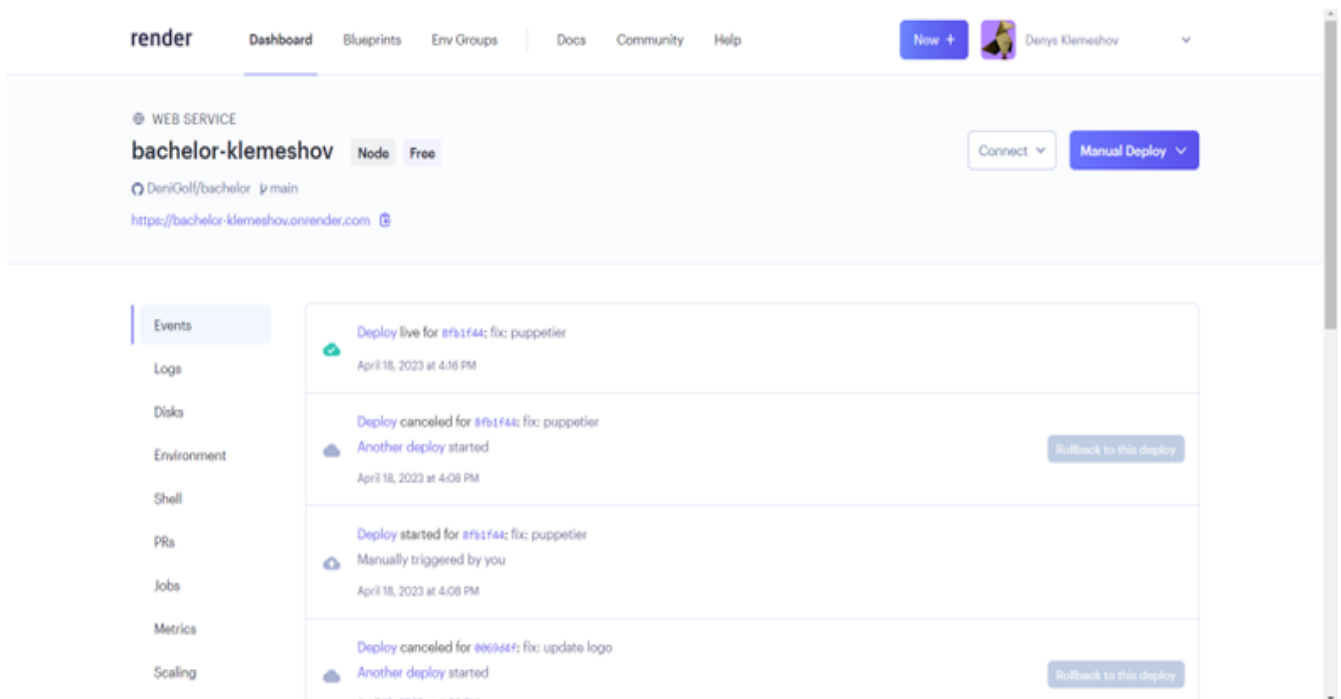 render Dashboard Blueprints Env Groups Docs Community Help New + Denys Klemeshov
WEB SERVICE
bachelor-klemeshov Node Free
Connect Manual Deploy
DeniGolf/bachelor main
https://bachelor-klemeshov.onrender.com
Events
Logs
Disks
Environment
Shell
PRs
Jobs
Metrics
Scaling
Deploy live for 8fb1f44: fix: puppetier
April 18, 2023 at 4:16 PM
Deploy canceled for 8fb1f44: fix: puppetier
Another deploy started
Rollback to this deploy
April 18, 2023 at 4:08 PM
Deploy started for 8fb1f44: fix: puppetier
Manually triggered by you
April 18, 2023 at 4:08 PM
Deploy canceled for 0069d4f: fix: update logo
Another deploy started
Rollback to this deploy